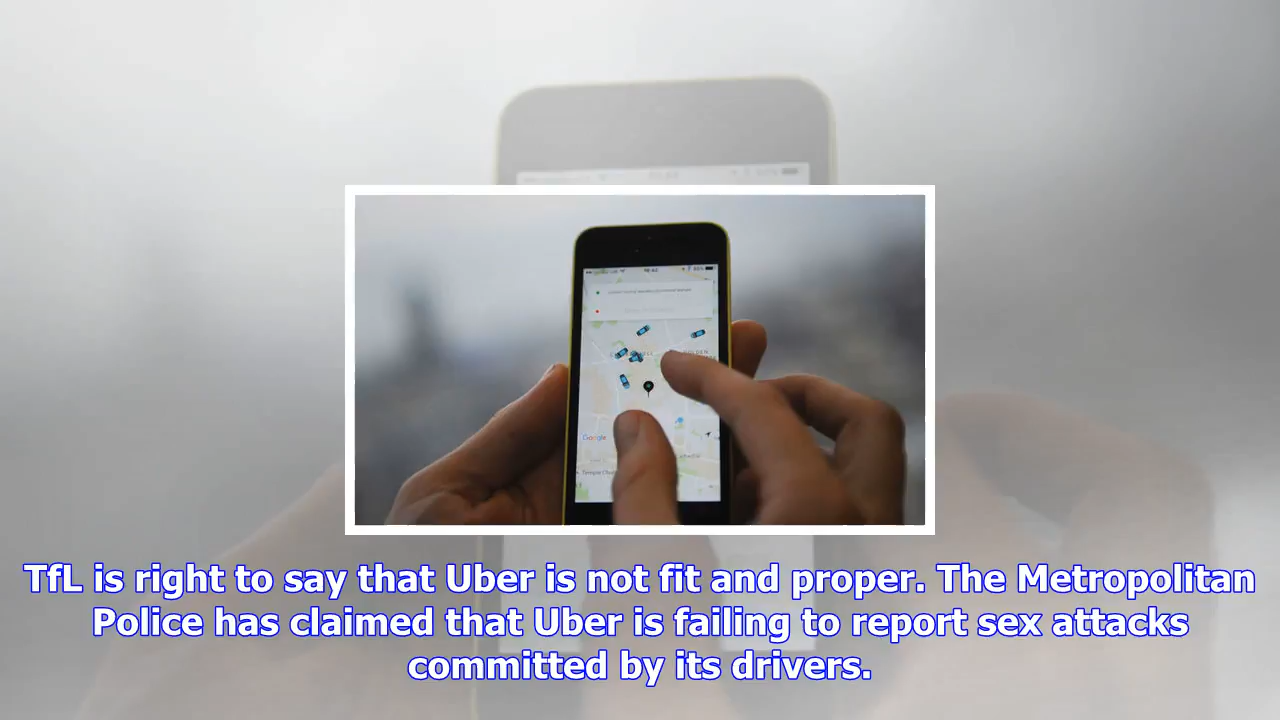 Google
TfL is right to say that Uber is not fit and proper. The Metropolitan
Police has claimed that Uber is failing to report sex attacks
committed by its drivers.